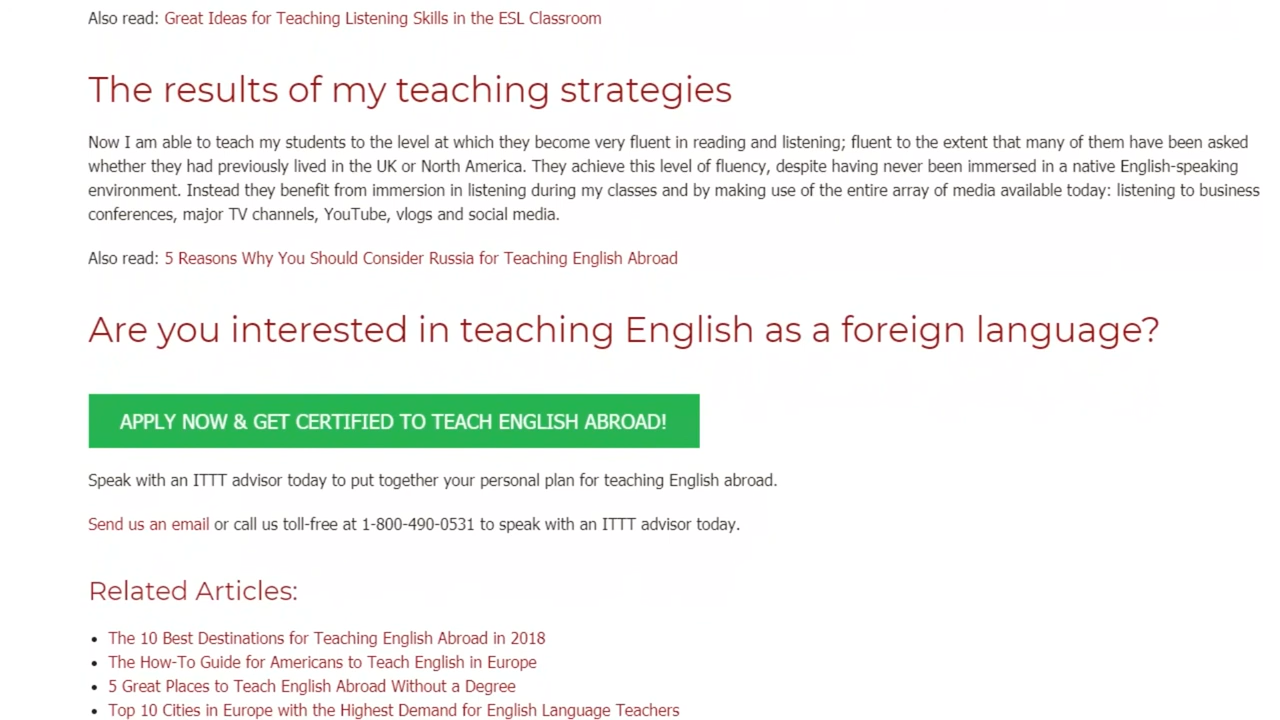 Also read: Great Ideas for Teaching Listening Skills in the ESL Classroom
The results of my teaching strategies
Now I am able to teach my students to the level at which they become very fluent in reading and listening; fluent to the extent that many of them have been asked
whether they had previously lived in the UK or North America. They achieve this level of fluency, despite having never been immersed in a native English-speaking
environment. Instead they benefit from immersion in listening during my classes and by making use of the entire array of media available today: listening to business
conferences, major TV channels, YouTube, vlogs and social media.
Also read: 5 Reasons Why You Should Consider Russia for Teaching English Abroad
Are you interested in teaching English as a foreign language?
APPLY NOW & GET CERTIFIED TO TEACH ENGLISH ABROAD!
Speak with an ITTT advisor today to put together your personal plan for teaching English abroad.
Send us an email or call us toll-free at 1-800-490-0531 to speak with an ITTT advisor today.
Related Articles:
• The 10 Best Destinations for Teaching English Abroad in 2018
• The How-To Guide for Americans to Teach English in Europe
• 5 Great Places to Teach English Abroad Without a Degree
• Top 10 Cities in Europe with the Highest Demand for English Language Teachers